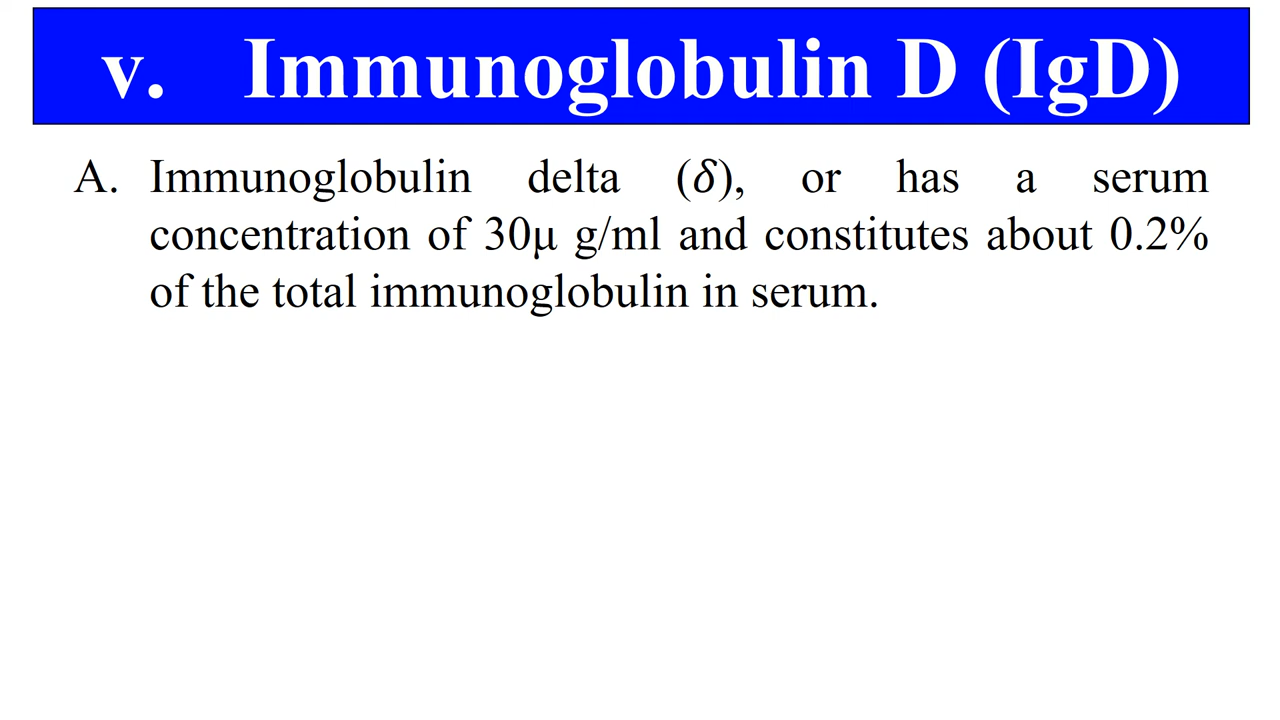 v. Immunoglobulin D (IgD)
A. Immunoglobulin delta (δ), or has a serum
concentration of 30μ g/ml and constitutes about 0.2%
of the total immunoglobulin in serum.